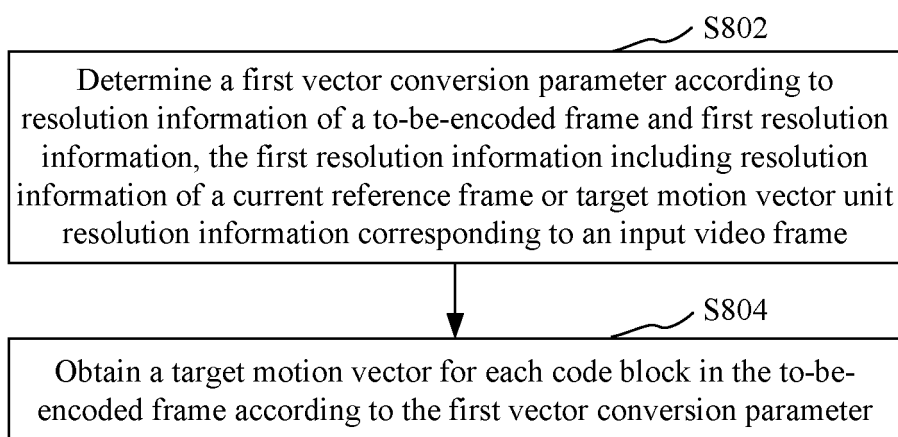 S802
Determine a first vector conversion parameter according to
resolution information of a to-be-encoded frame and first resolution
information, the first resolution information including resolution
information of a current reference frame or target motion vector unit
resolution information corresponding to an input video frame
S804
Obtain a target motion vector for each code block in the to-be-
encoded frame according to the first vector conversion parameter